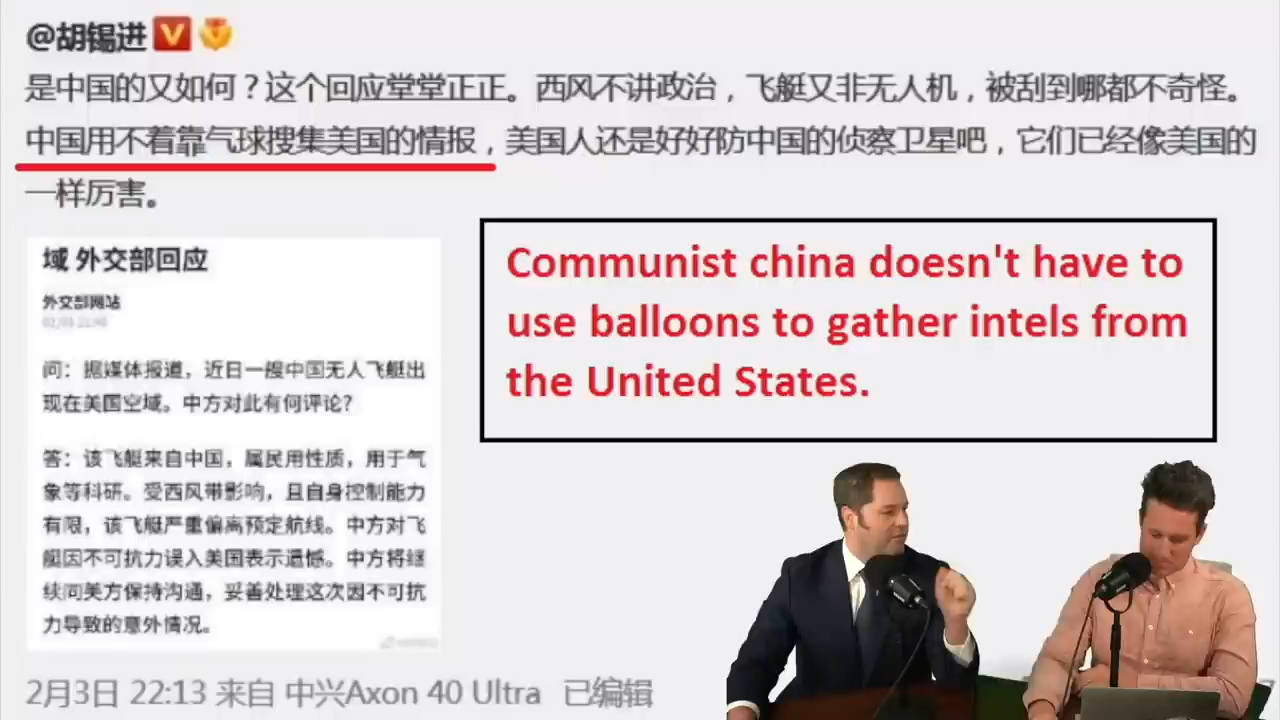 @胡锡进
是中国的又如何？这个回应堂堂正正。西风不讲政治，飞艇又非无人机，被刮到哪都不奇怪。
中国用不着靠气球搜集美国的情报，美国人还是好好防中国的侦察卫星吧，它们已经像美国的
一样厉害。
域 外交部回应
外交部网站
问：据媒体报道，近日一艘中国无人飞艇出
现在美国空域。中方对此有何评论？
答：该飞艇来自中国，属民用性质，用于气
象等科研。受西风带影响，且自身控制能力
有限，该飞艇严重偏离预定航线。中方对飞
艇因不可抗力误入美国表示遗憾。中方将继
续同美方保持沟通，妥善处理这次因不可抗
力导致的意外情况。
Communist china doesn't have to
use balloons to gather intels from
the United States.
2月3日 22:13 来自 中兴Axon 40 Ultra 已编辑